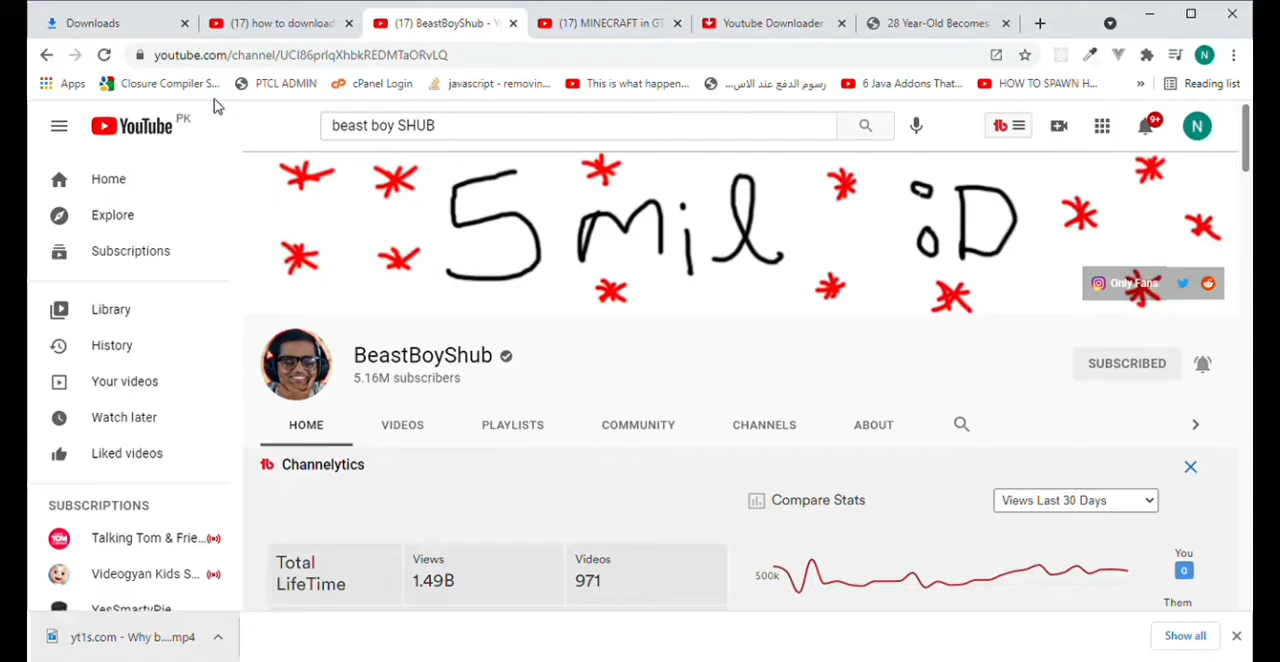 Downloads
(17) how to download
(17) BeastBoyShub - Y
(17) MINECRAFT in GT
Youtube Downloader
28 Year-Old Becomes
youtube.com/channel/UCI86prIqXhbkREDMTaORvLQ
N
Apps
Closure Compiler S...
PTCL ADMIN
cPanel Login
javascript - removin...
This is what happen...
رسوم الدفع عند الاس...
6 Java Addons That...
HOW TO SPAWN H...
»
Reading list
YouTube PK
beast boy SHUB
tb
9+
N
5 mil :D
Only Fans
Home
Explore
Subscriptions
Library
History
Your videos
Watch later
Liked videos
SUBSCRIPTIONS
Talking Tom & Frie...
Videogyan Kids S...
YesSmartyPie
BeastBoyShub
5.16M subscribers
SUBSCRIBED
HOME
VIDEOS
PLAYLISTS
COMMUNITY
CHANNELS
ABOUT
tb Channelytics
Compare Stats
Views Last 30 Days
Total
LifeTime
Views
1.49B
Videos
971
500k
You
0
Them
yt1s.com - Why b....mp4
Show all